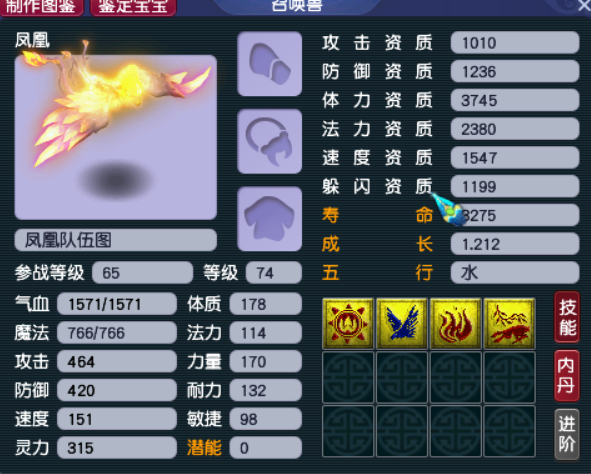 制作图鉴 鉴定宝宝 召唤兽
凤凰
攻击资质 1010
防御资质 1236
体力资质 3745
法力资质 2380
速度资质 1547
躲闪资质 1199
寿命 3275
成长 1.212
五行 水
凤凰队伍图
参战等级 65 等级 74
气血 1571/1571 体质 178
魔法 766/766 法力 114
攻击 464 力量 170
防御 420 耐力 132
速度 151 敏捷 98
灵力 315 潜能 0
技能
内丹
进阶